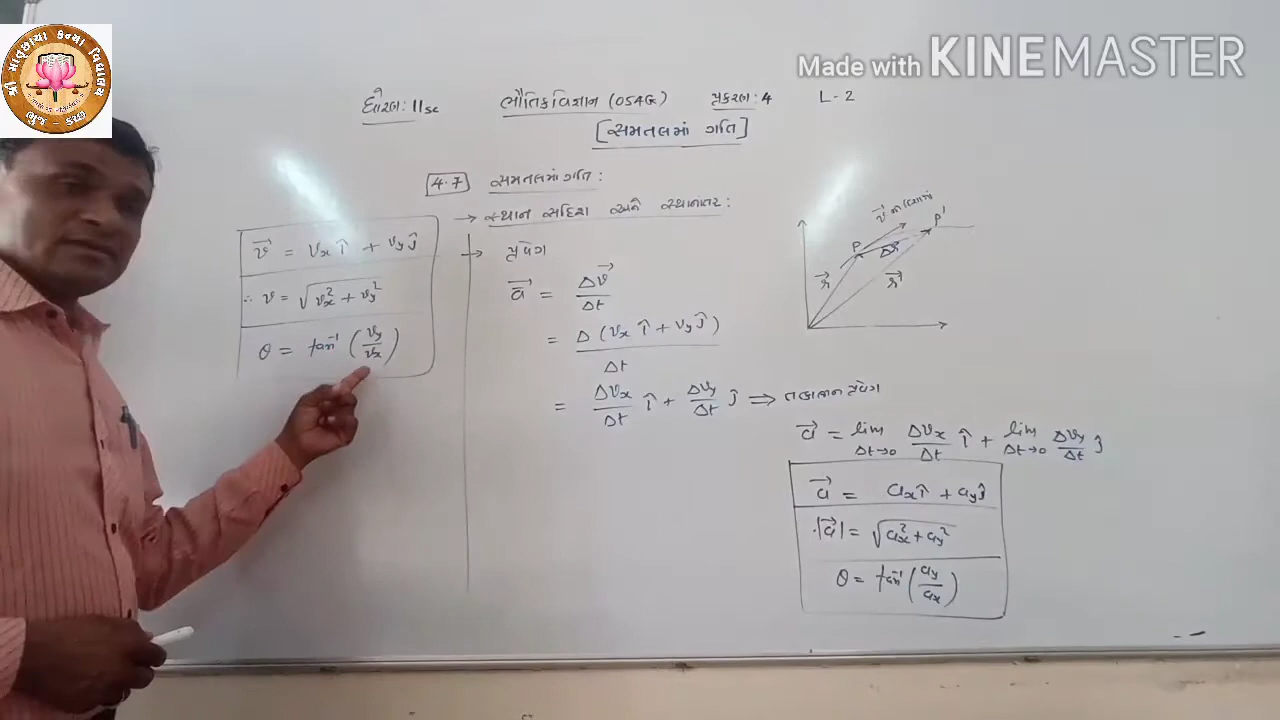 શ્રી માતૃછાયા કન્યા વિદ્યાલય
ભુજ - કચ્છ
Made with KINEMASTER
ધોરણ: 11sc ભૌતિકવિજ્ઞાન (054G) પ્રકરણ: 4 L-2
[સમતલમાં ગતિ]
4.7 સમતલમાં ગતિ:
→ સ્થાન સદિશ અને સ્થાનાંતર:
v⃗ = vx î + vy ĵ
∴ v = √(vx² + vy²)
θ = tan⁻¹ (vy/vx)
→ પ્રવેગ
a⃗ = Δv⃗/Δt
= Δ(vx î + vy ĵ)/Δt
= Δvx/Δt î + Δvy/Δt ĵ ⇒ તત્કાલીન પ્રવેગ
v⃗ ની દિશા
P P'
Δr
r⃗ r⃗'
a⃗ = lim Δt→0 Δvx/Δt î + lim Δt→0 Δvy/Δt ĵ
a⃗ = ax î + ay ĵ
|a⃗| = √(ax² + ay²)
θ = tan⁻¹ (ay/ax)